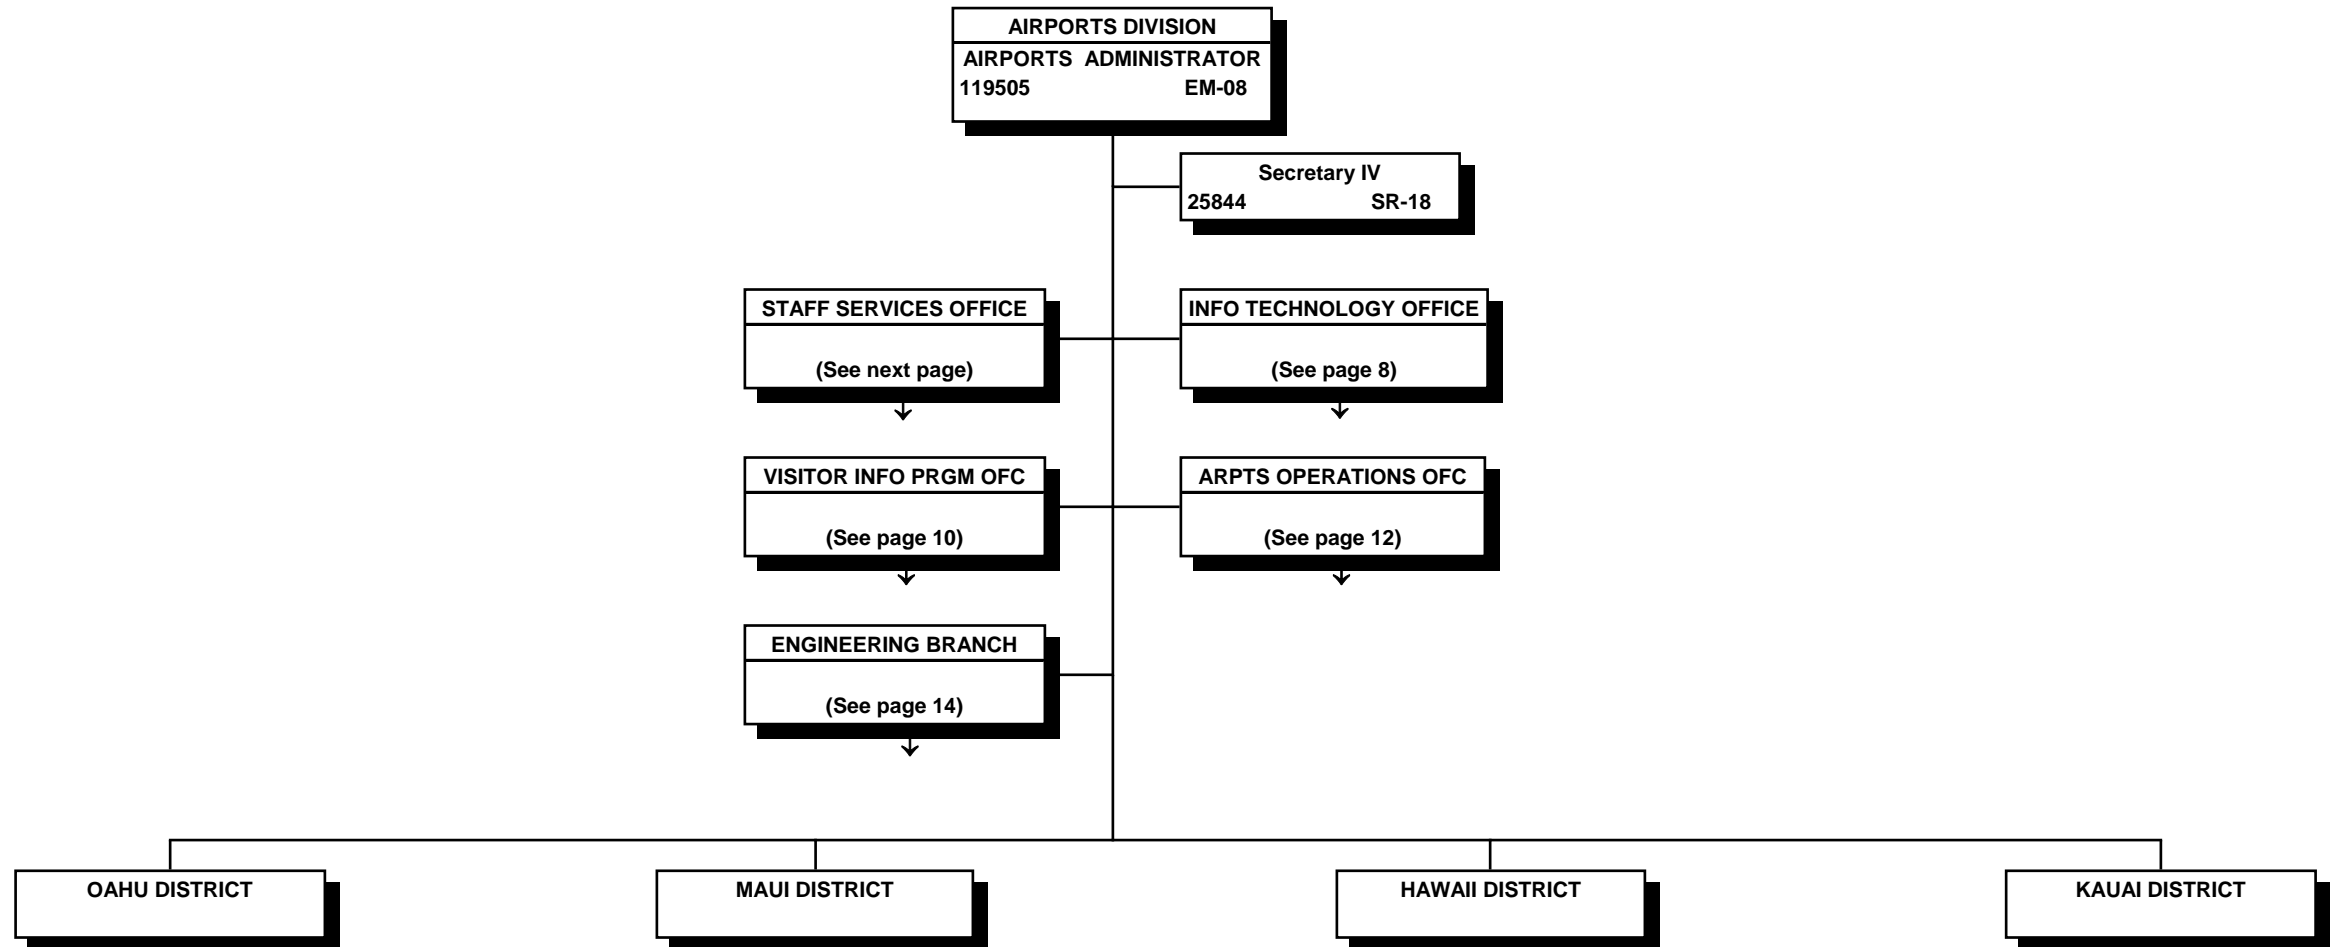 AIRPORTS DIVISION
AIRPORTS ADMINISTRATOR
119505 EM-08
Secretary IV
25844 SR-18
STAFF SERVICES OFFICE
(See next page)
INFO TECHNOLOGY OFFICE
(See page 8)
VISITOR INFO PRGM OFC
(See page 10)
ARPTS OPERATIONS OFC
(See page 12)
ENGINEERING BRANCH
(See page 14)
OAHU DISTRICT
MAUI DISTRICT
HAWAII DISTRICT
KAUAI DISTRICT